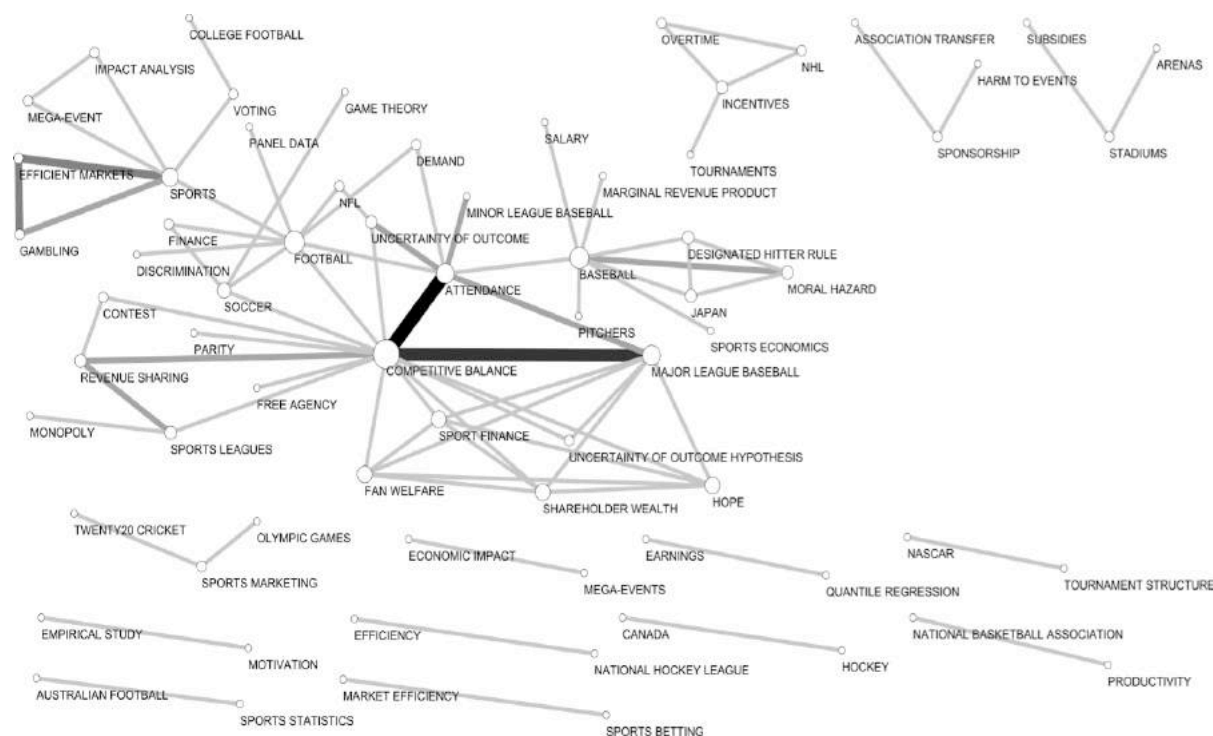 COLLEGE FOOTBALL
OVERTIME
ASSOCIATION TRANSFER
SUBSIDIES
IMPACT ANALYSIS
NHL
HARM TO EVENTS
ARENAS
MEGA-EVENT
VOTING
GAME THEORY
INCENTIVES
PANEL DATA
SALARY
SPONSORSHIP
STADIUMS
EFFICIENT MARKETS
DEMAND
TOURNAMENTS
SPORTS
MARGINAL REVENUE PRODUCT
NFL
MINOR LEAGUE BASEBALL
GAMBLING
FINANCE
UNCERTAINTY OF OUTCOME
DESIGNATED HITTER RULE
FOOTBALL
DISCRIMINATION
BASEBALL
MORAL HAZARD
ATTENDANCE
SOCCER
CONTEST
JAPAN
PITCHERS
PARITY
SPORTS ECONOMICS
REVENUE SHARING
COMPETITIVE BALANCE
MAJOR LEAGUE BASEBALL
FREE AGENCY
MONOPOLY
SPORTS LEAGUES
SPORT FINANCE
UNCERTAINTY OF OUTCOME HYPOTHESIS
FAN WELFARE
SHAREHOLDER WEALTH
HOPE
TWENTY20 CRICKET
OLYMPIC GAMES
ECONOMIC IMPACT
EARNINGS
NASCAR
SPORTS MARKETING
MEGA-EVENTS
QUANTILE REGRESSION
TOURNAMENT STRUCTURE
EMPIRICAL STUDY
EFFICIENCY
CANADA
NATIONAL BASKETBALL ASSOCIATION
MOTIVATION
NATIONAL HOCKEY LEAGUE
HOCKEY
PRODUCTIVITY
AUSTRALIAN FOOTBALL
MARKET EFFICIENCY
SPORTS STATISTICS
SPORTS BETTING